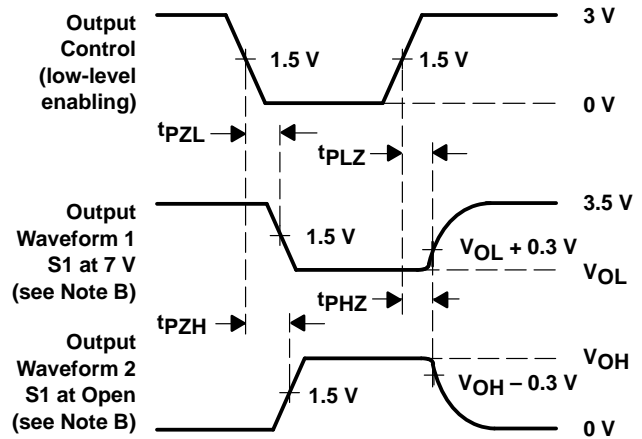 Output
Control
(low-level
enabling)
1.5 V
1.5 V
3 V
0 V
tPZL
tPLZ
Output
Waveform 1
S1 at 7 V
(see Note B)
1.5 V
3.5 V
VOL + 0.3 V
VOL
tPZH
tPHZ
Output
Waveform 2
S1 at Open
(see Note B)
1.5 V
VOH
VOH – 0.3 V
0 V